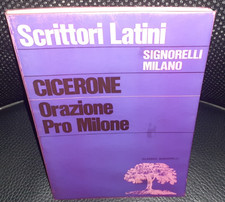 Scrittori Latini
SIGNORELLI
MILANO
CICERONE
Orazione
Pro Milone